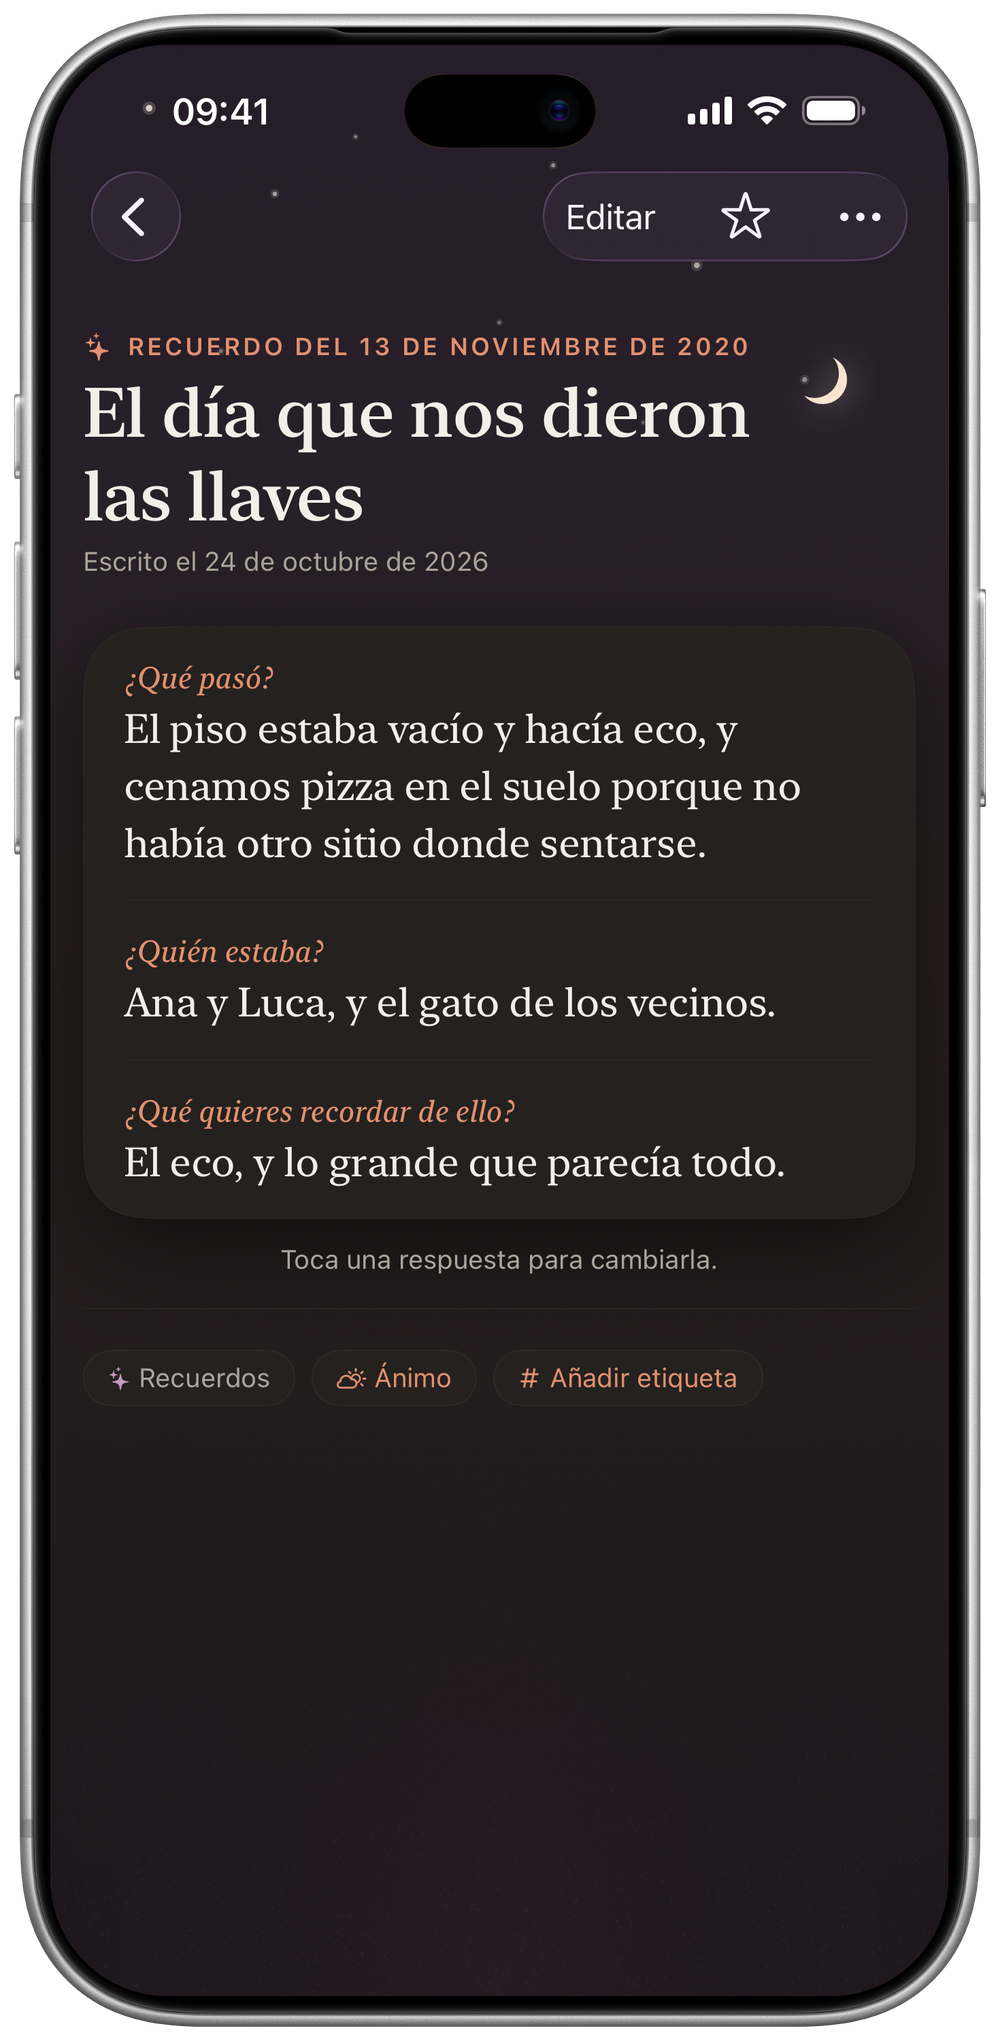 09:41
Editar
RECUERDO DEL 13 DE NOVIEMBRE DE 2020
El día que nos dieron
las llaves
Escrito el 24 de octubre de 2026
¿Qué pasó?
El piso estaba vacío y hacía eco, y
cenamos pizza en el suelo porque no
había otro sitio donde sentarse.
¿Quién estaba?
Ana y Luca, y el gato de los vecinos.
¿Qué quieres recordar de ello?
El eco, y lo grande que parecía todo.
Toca una respuesta para cambiarla.
Recuerdos
Ánimo
# Añadir etiqueta